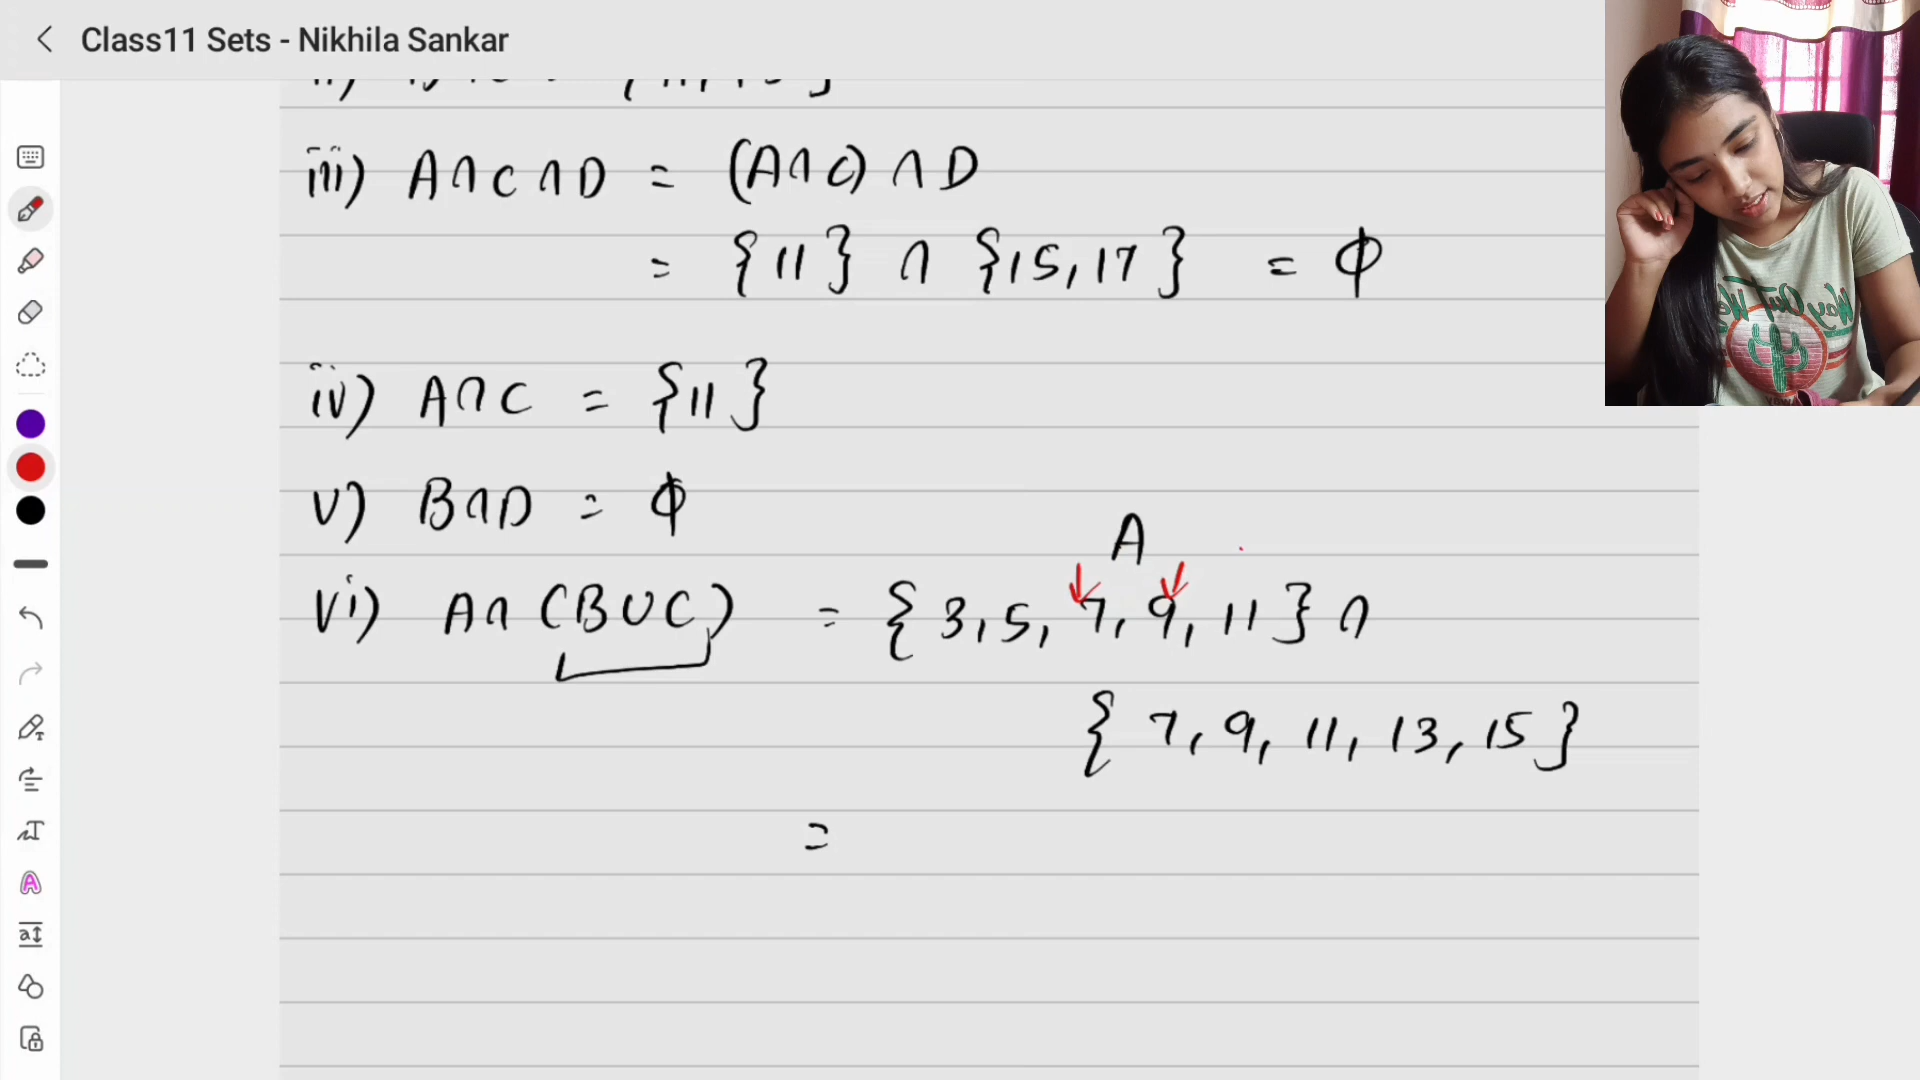 Class11 Sets - Nikhila Sankar
iii) A∩C∩D = (A∩C)∩D
= {11} ∩ {15,17} = ϕ
iv) A∩C = {11}
v) B∩D = ϕ
A
vi) A∩(B∪C) = {3,5,7,9,11} ∩
{7,9,11,13,15}
=